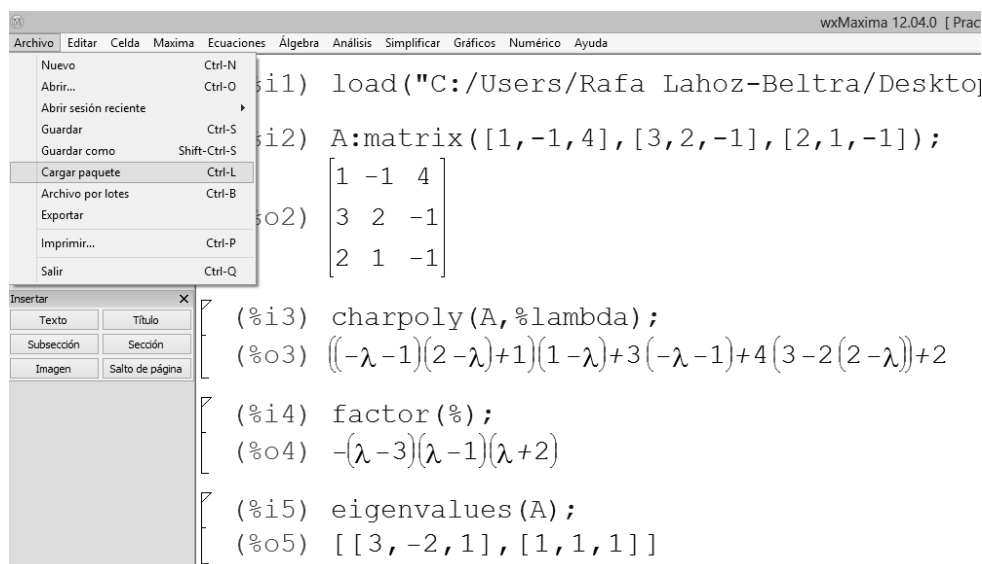 wxMaxima 12.04.0 [ Prac
Archivo Editar Celda Maxima Ecuaciones Álgebra Análisis Simplificar Gráficos Numérico Ayuda
Nuevo Ctrl-N
Abrir... Ctrl-O
Abrir sesión reciente
Guardar Ctrl-S
Guardar como Shift-Ctrl-S
Cargar paquete Ctrl-L
Archivo por lotes Ctrl-B
Exportar
Imprimir... Ctrl-P
Salir Ctrl-Q
Insertar X
Texto Título
Subsección Sección
Imagen Salto de página
%i1) load("C:/Users/Rafa Lahoz-Beltra/Desktop
%i2) A:matrix([1,-1,4],[3,2,-1],[2,1,-1]);
1 -1 4
%o2) 3 2 -1
2 1 -1
(%i3) charpoly(A,%lambda);
(%o3) ((-λ-1)(2-λ)+1)(1-λ)+3(-λ-1)+4(3-2(2-λ))+2
(%i4) factor(%);
(%o4) -(λ-3)(λ-1)(λ+2)
(%i5) eigenvalues(A);
(%o5) [[3,-2,1],[1,1,1]]